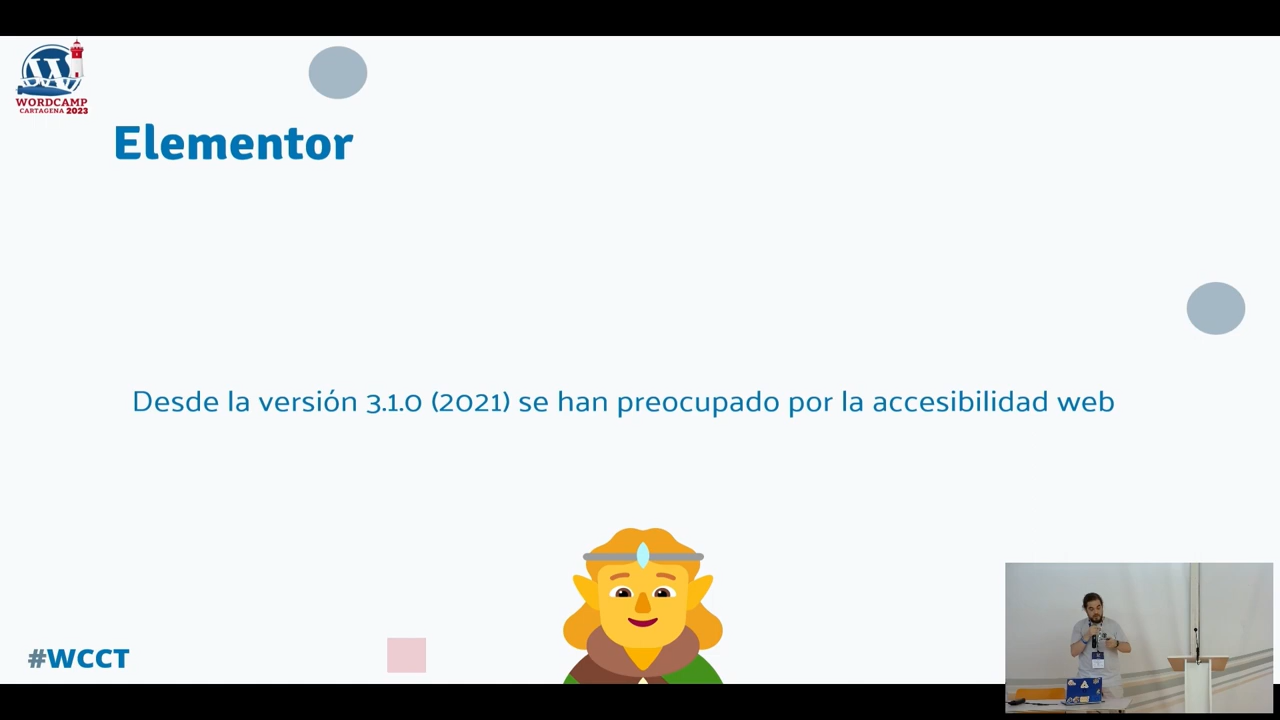 WORDCAMP
CARTAGENA 2023
Elementor
Desde la versión 3.1.0 (2021) se han preocupado por la accesibilidad web
#WCCT